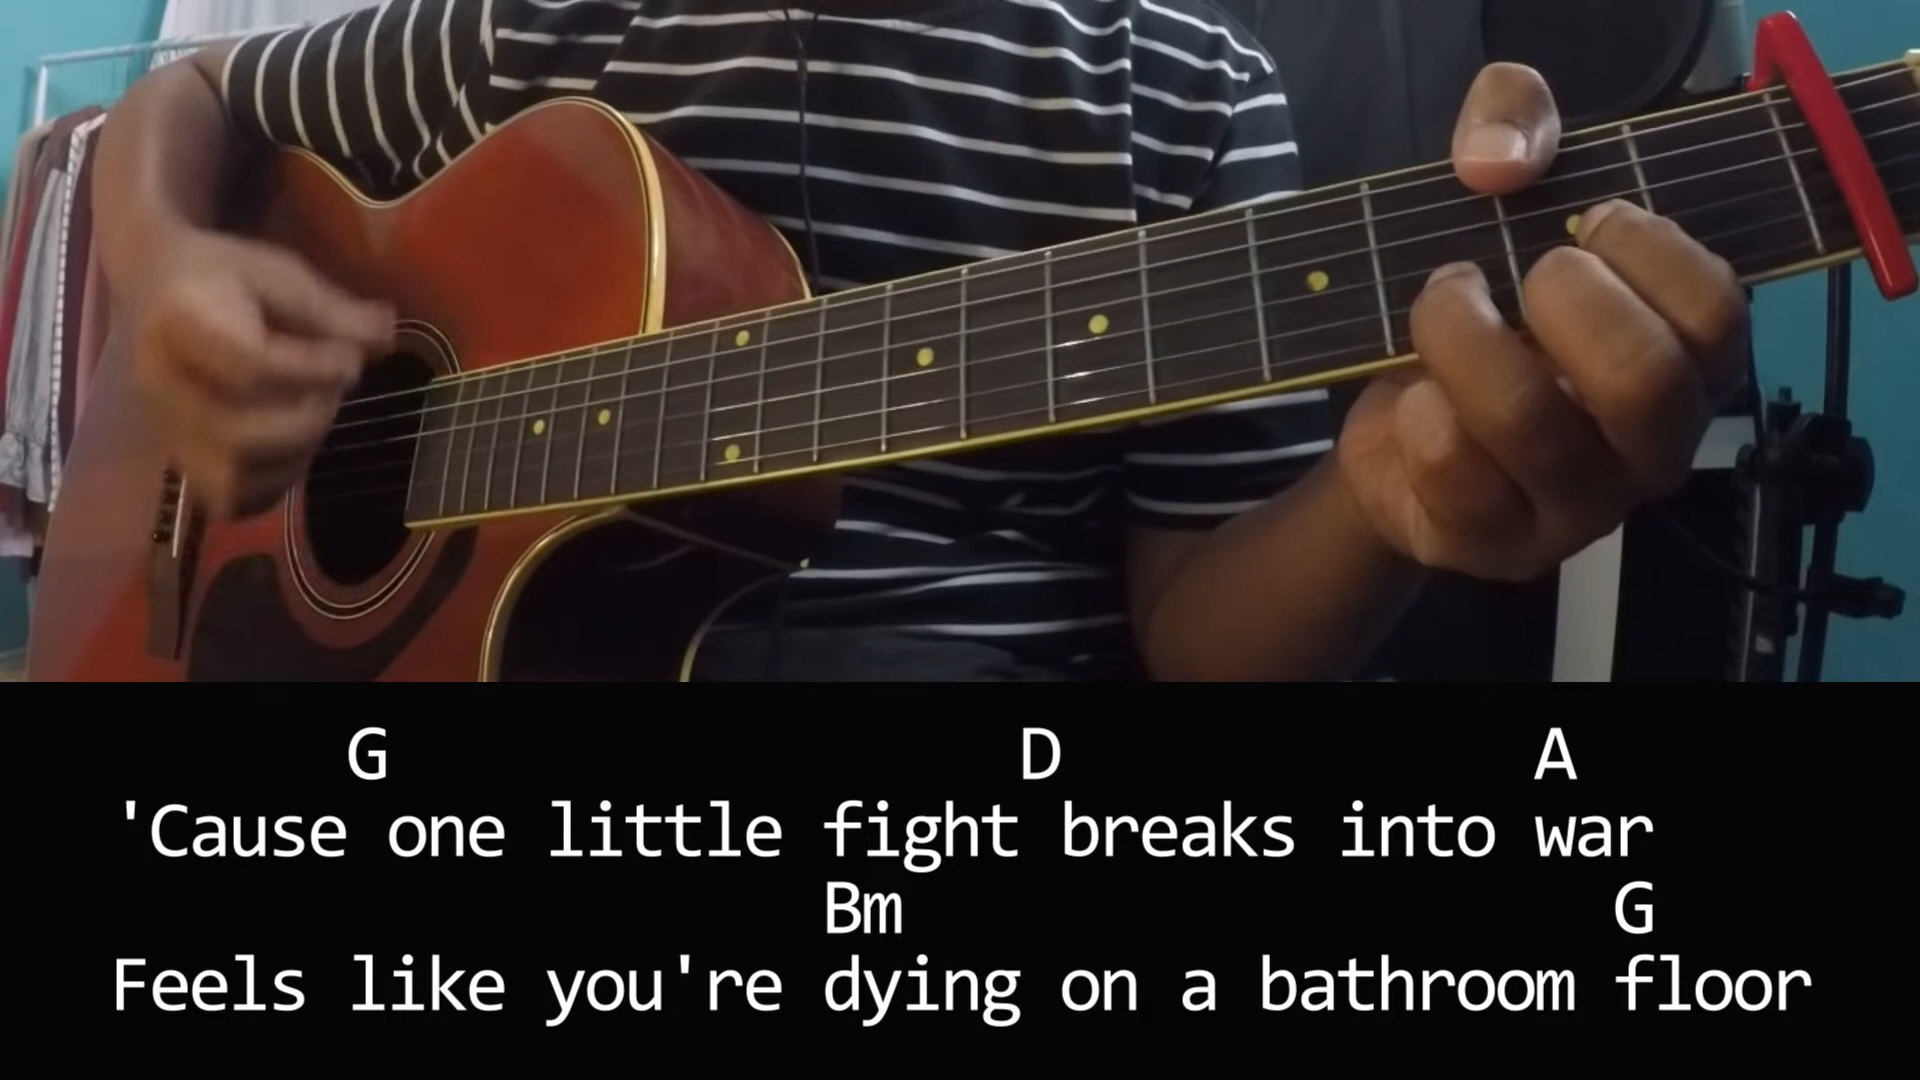 G D A
'Cause one little fight breaks into war
Bm G
Feels like you're dying on a bathroom floor